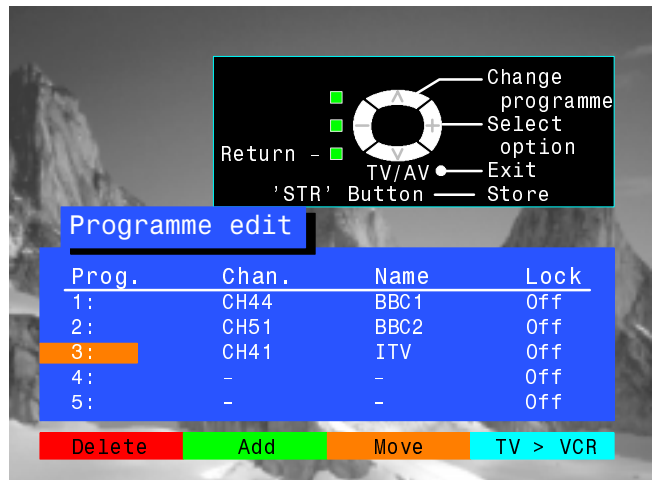 Change
programme
Select
option
Return –
TV/AV Exit
'STR' Button Store
Programme edit
Prog. Chan. Name Lock
1: CH44 BBC1 Off
2: CH51 BBC2 Off
3: CH41 ITV Off
4: – – Off
5: – – Off
Delete Add Move TV > VCR